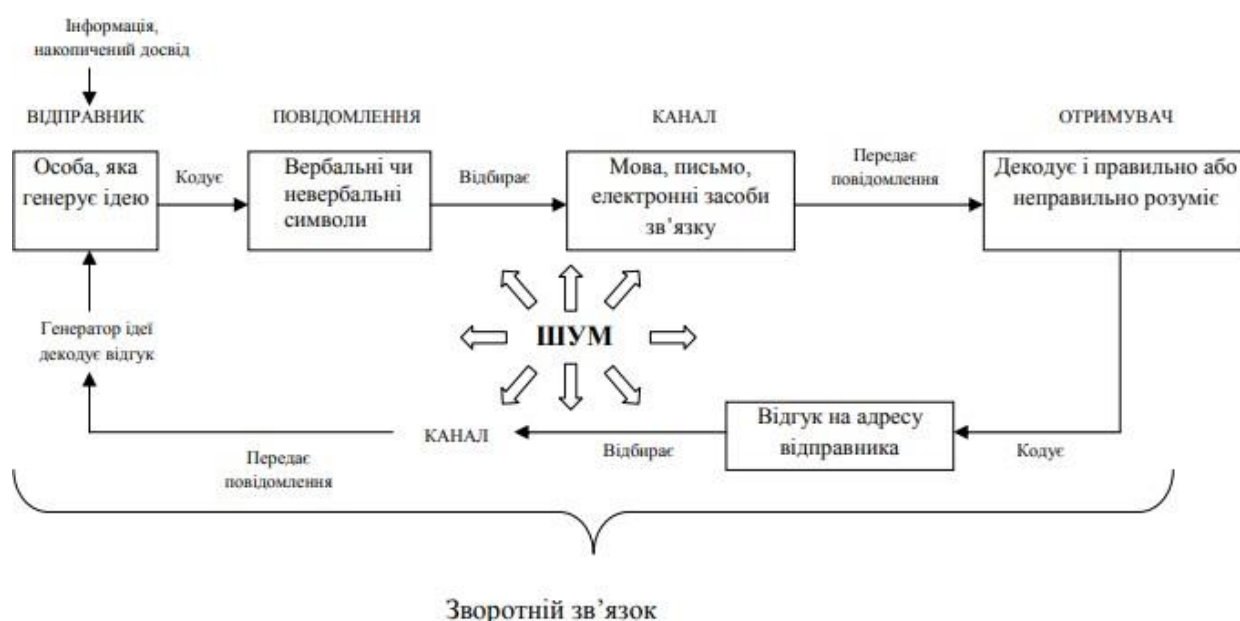 Інформація,
накопичений досвід
ВІДПРАВНИК
ПОВІДОМЛЕННЯ
КАНАЛ
ОТРИМУВАЧ
Особа, яка
генерує ідею
Кодує
Вербальні чи
невербальні
символи
Відбирає
Мова, письмо,
електронні засоби
зв’язку
Передає
повідомлення
Декодує і правильно або
неправильно розуміє
ШУМ
Генератор ідеї
декодує відгук
Передає
повідомлення
КАНАЛ
Відбирає
Відгук на адресу
відправника
Кодує
Зворотній зв’язок